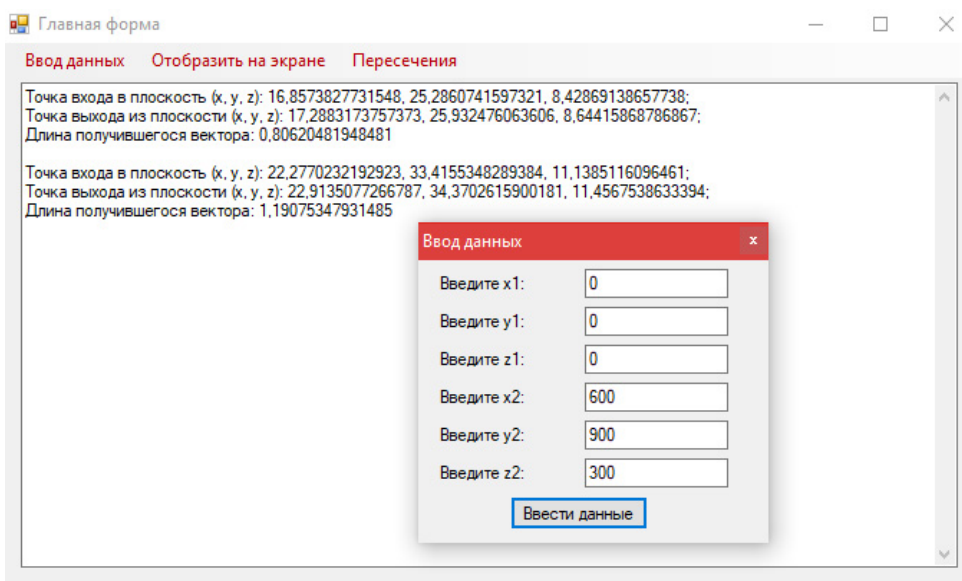 Главная форма
Ввод данных Отобразить на экране Пересечения
Точка входа в плоскость (x, y, z): 16,8573827731548, 25,2860741597321, 8,42869138657738;
Точка выхода из плоскости (x, y, z): 17,2883173757373, 25,932476063606, 8,64415868786867;
Длина получившегося вектора: 0,80620481948481
Точка входа в плоскость (x, y, z): 22,2770232192923, 33,4155348289384, 11,1385116096461;
Точка выхода из плоскости (x, y, z): 22,9135077266787, 34,3702615900181, 11,4567538633394;
Длина получившегося вектора: 1,19075347931485
Ввод данных x
Введите x1: 0
Введите y1: 0
Введите z1: 0
Введите x2: 600
Введите y2: 900
Введите z2: 300
Ввести данные